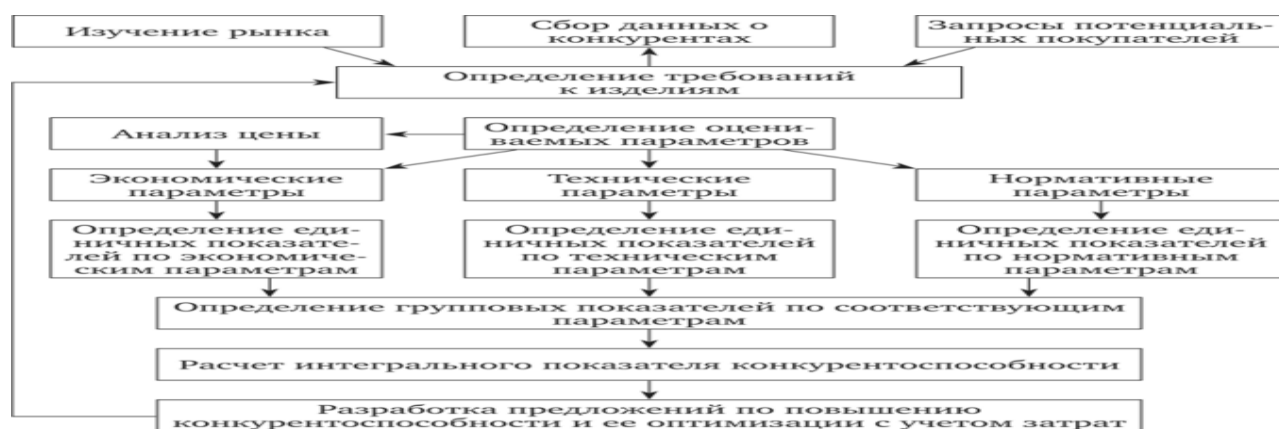 Изучение рынка
Сбор данных о
конкурентах
Запросы потенциаль-
ных покупателей
Определение требований
к изделиям
Анализ цены
Определение оцени-
ваемых параметров
Экономические
параметры
Технические
параметры
Нормативные
параметры
Определение еди-
ничных показате-
лей по экономиче-
ским параметрам
Определение еди-
ничных показателей
по техническим
параметрам
Определение еди-
ничных показателей
по нормативным
параметрам
Определение групповых показателей по соответствующим
параметрам
Расчет интегрального показателя конкурентоспособности
Разработка предложений по повышению
конкурентоспособности и ее оптимизации с учетом затрат